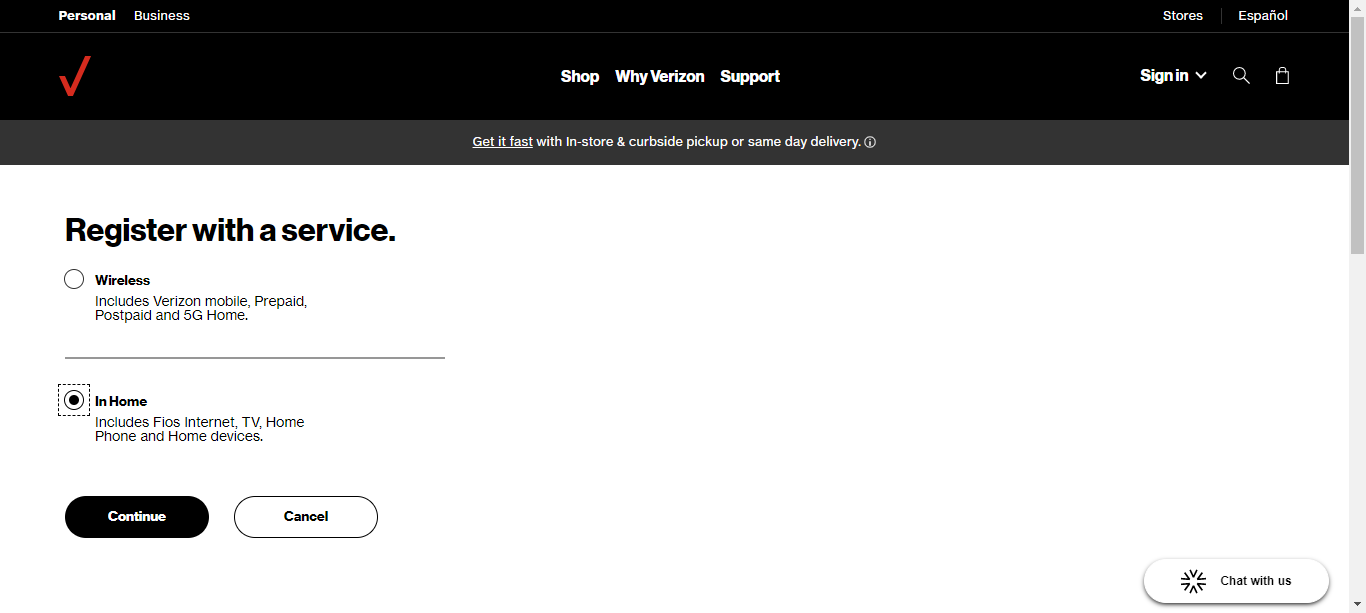 Personal Business Stores Español
Shop Why Verizon Support Sign in
Get it fast with In-store & curbside pickup or same day delivery.
Register with a service.
Wireless
Includes Verizon mobile, Prepaid,
Postpaid and 5G Home.
In Home
Includes Fios Internet, TV, Home
Phone and Home devices.
Continue Cancel
Chat with us